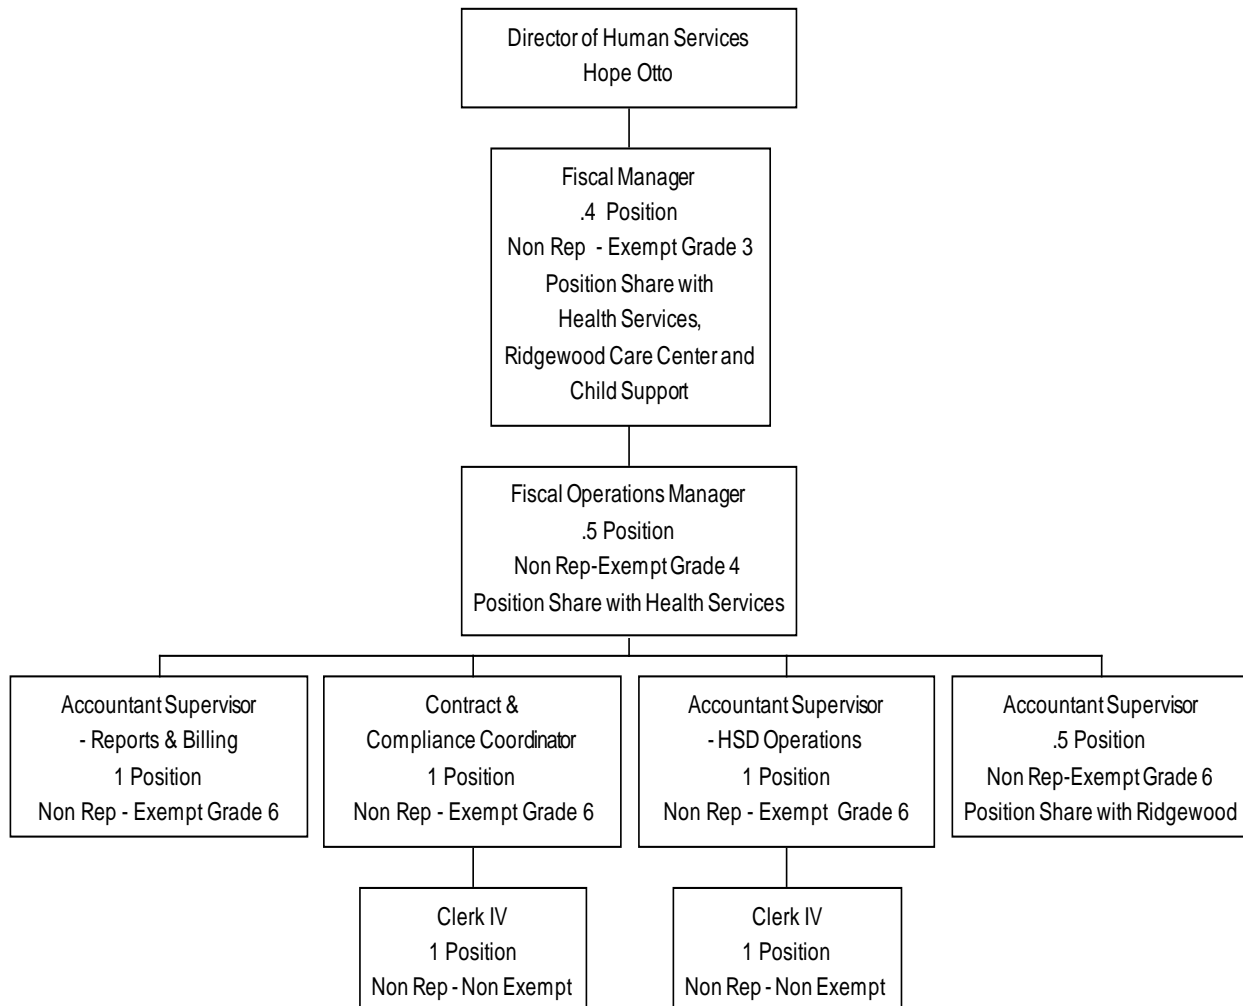 Director of Human Services
Hope Otto
Fiscal Manager
.4 Position
Non Rep - Exempt Grade 3
Position Share with
Health Services,
Ridgewood Care Center and
Child Support
Fiscal Operations Manager
.5 Position
Non Rep-Exempt Grade 4
Position Share with Health Services
Accountant Supervisor
- Reports & Billing
1 Position
Non Rep - Exempt Grade 6
Contract &
Compliance Coordinator
1 Position
Non Rep - Exempt Grade 6
Accountant Supervisor
- HSD Operations
1 Position
Non Rep - Exempt Grade 6
Accountant Supervisor
.5 Position
Non Rep-Exempt Grade 6
Position Share with Ridgewood
Clerk IV
1 Position
Non Rep - Non Exempt
Clerk IV
1 Position
Non Rep - Non Exempt